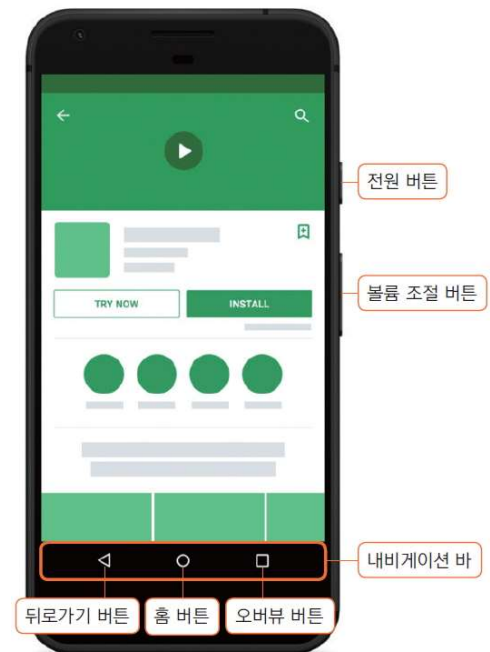 전원 버튼
TRY NOW
INSTALL
볼륨 조절 버튼
내비게이션 바
뒤로가기 버튼
홈 버튼
오버뷰 버튼